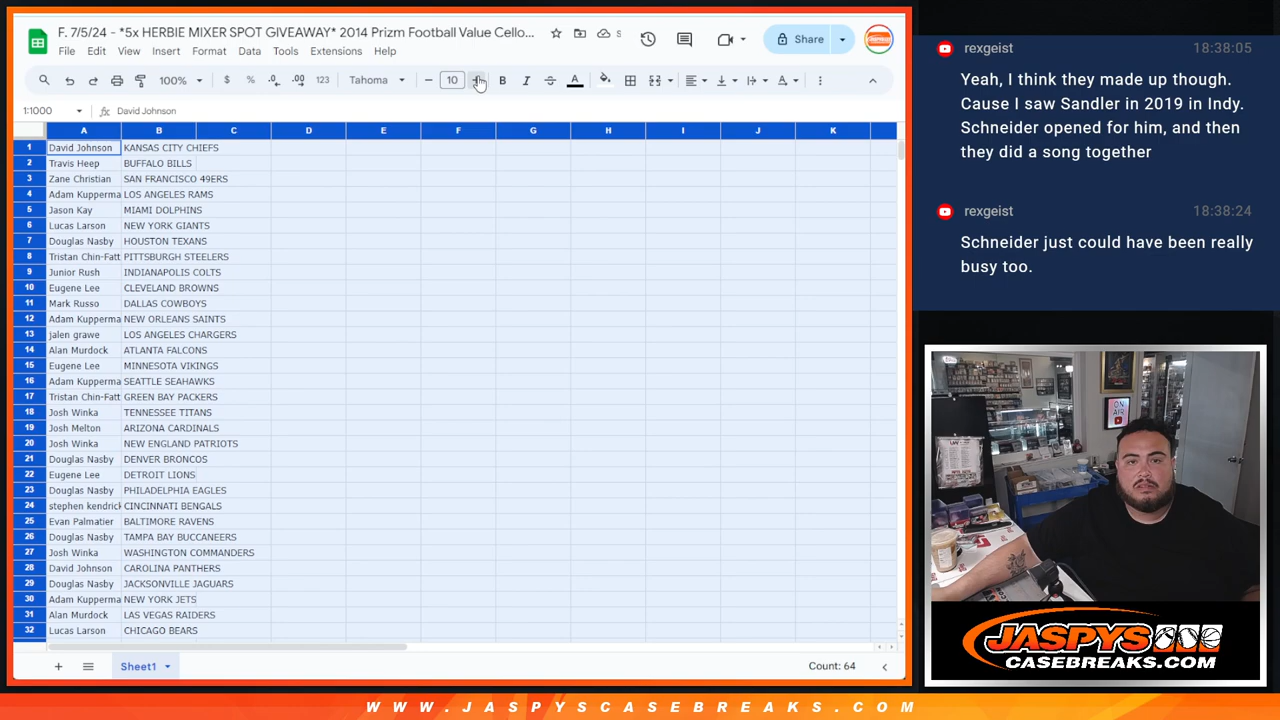 F. 7/5/24 - *5x HERBIE MIXER SPOT GIVEAWAY* 2014 Prizm Football Value Cello...
File Edit View Insert Format Data Tools Extensions Help
Share
100% $ % .0 .00 123 Tahoma 10 B I S A
1:1000 fx David Johnson
A B C D E F G H I J K
1 David Johnson KANSAS CITY CHIEFS
2 Travis Heep BUFFALO BILLS
3 Zane Christian SAN FRANCISCO 49ERS
4 Adam Kupperma LOS ANGELES RAMS
5 Jason Kay MIAMI DOLPHINS
6 Lucas Larson NEW YORK GIANTS
7 Douglas Nasby HOUSTON TEXANS
8 Tristan Chin-Fatt PITTSBURGH STEELERS
9 Junior Rush INDIANAPOLIS COLTS
10 Eugene Lee CLEVELAND BROWNS
11 Mark Russo DALLAS COWBOYS
12 Adam Kupperma NEW ORLEANS SAINTS
13 jalen grawe LOS ANGELES CHARGERS
14 Alan Murdock ATLANTA FALCONS
15 Eugene Lee MINNESOTA VIKINGS
16 Adam Kupperma SEATTLE SEAHAWKS
17 Tristan Chin-Fatt GREEN BAY PACKERS
18 Josh Winka TENNESSEE TITANS
19 Josh Melton ARIZONA CARDINALS
20 Josh Winka NEW ENGLAND PATRIOTS
21 Douglas Nasby DENVER BRONCOS
22 Eugene Lee DETROIT LIONS
23 Douglas Nasby PHILADELPHIA EAGLES
24 stephen kendrick CINCINNATI BENGALS
25 Evan Palmatier BALTIMORE RAVENS
26 Douglas Nasby TAMPA BAY BUCCANEERS
27 Josh Winka WASHINGTON COMMANDERS
28 David Johnson CAROLINA PANTHERS
29 Douglas Nasby JACKSONVILLE JAGUARS
30 Adam Kupperma NEW YORK JETS
31 Alan Murdock LAS VEGAS RAIDERS
32 Lucas Larson CHICAGO BEARS
Sheet1
Count: 64
rexgeist 18:38:05
Yeah, I think they made up though.
Cause I saw Sandler in 2019 in Indy.
Schneider opened for him, and then
they did a song together
rexgeist 18:38:24
Schneider just could have been really
busy too.
ON
AIR
JASPYS
CASEBREAKS.COM
WWW.JASPYSCASEBREAKS.COM